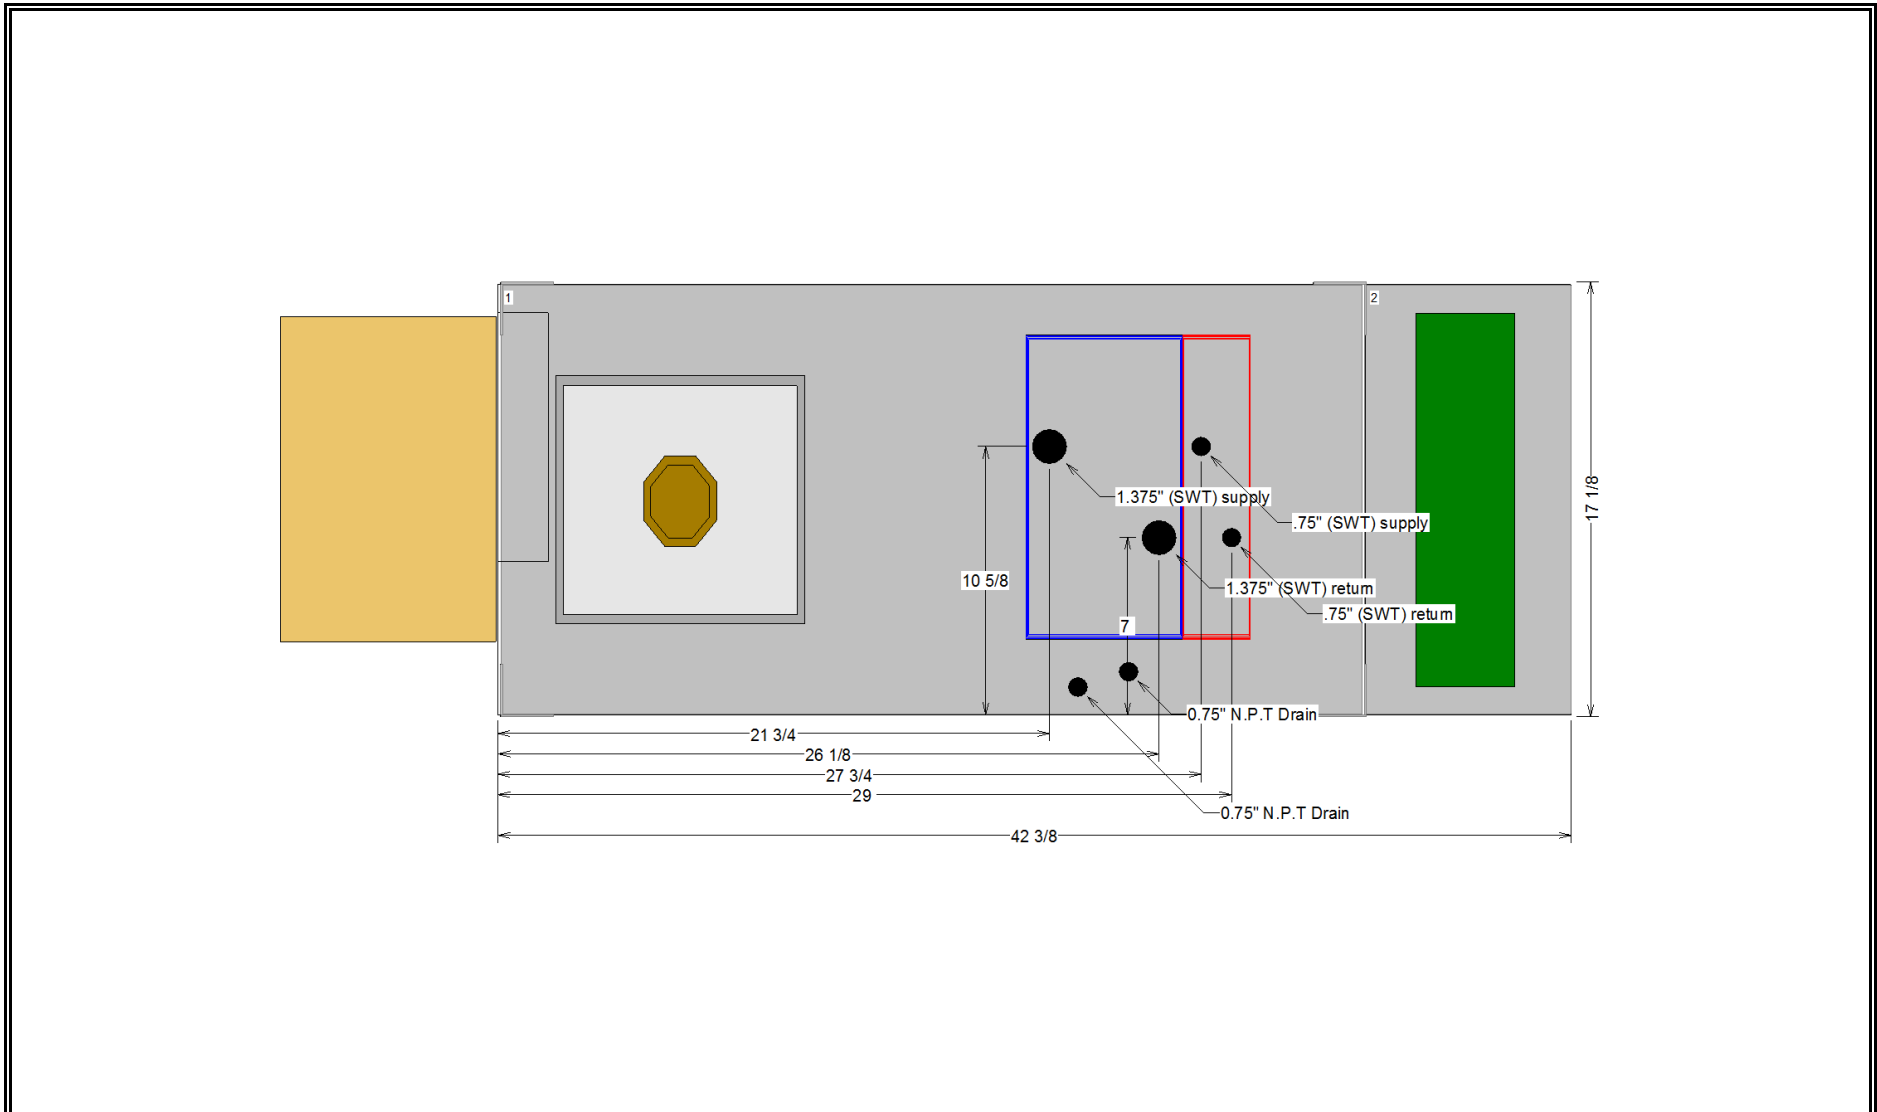 1
2
1.375" (SWT) supply
.75" (SWT) supply
17 1/8
10 5/8
1.375" (SWT) return
.75" (SWT) return
7
0.75" N.P.T Drain
21 3/4
26 1/8
27 3/4
29
0.75" N.P.T Drain
42 3/8